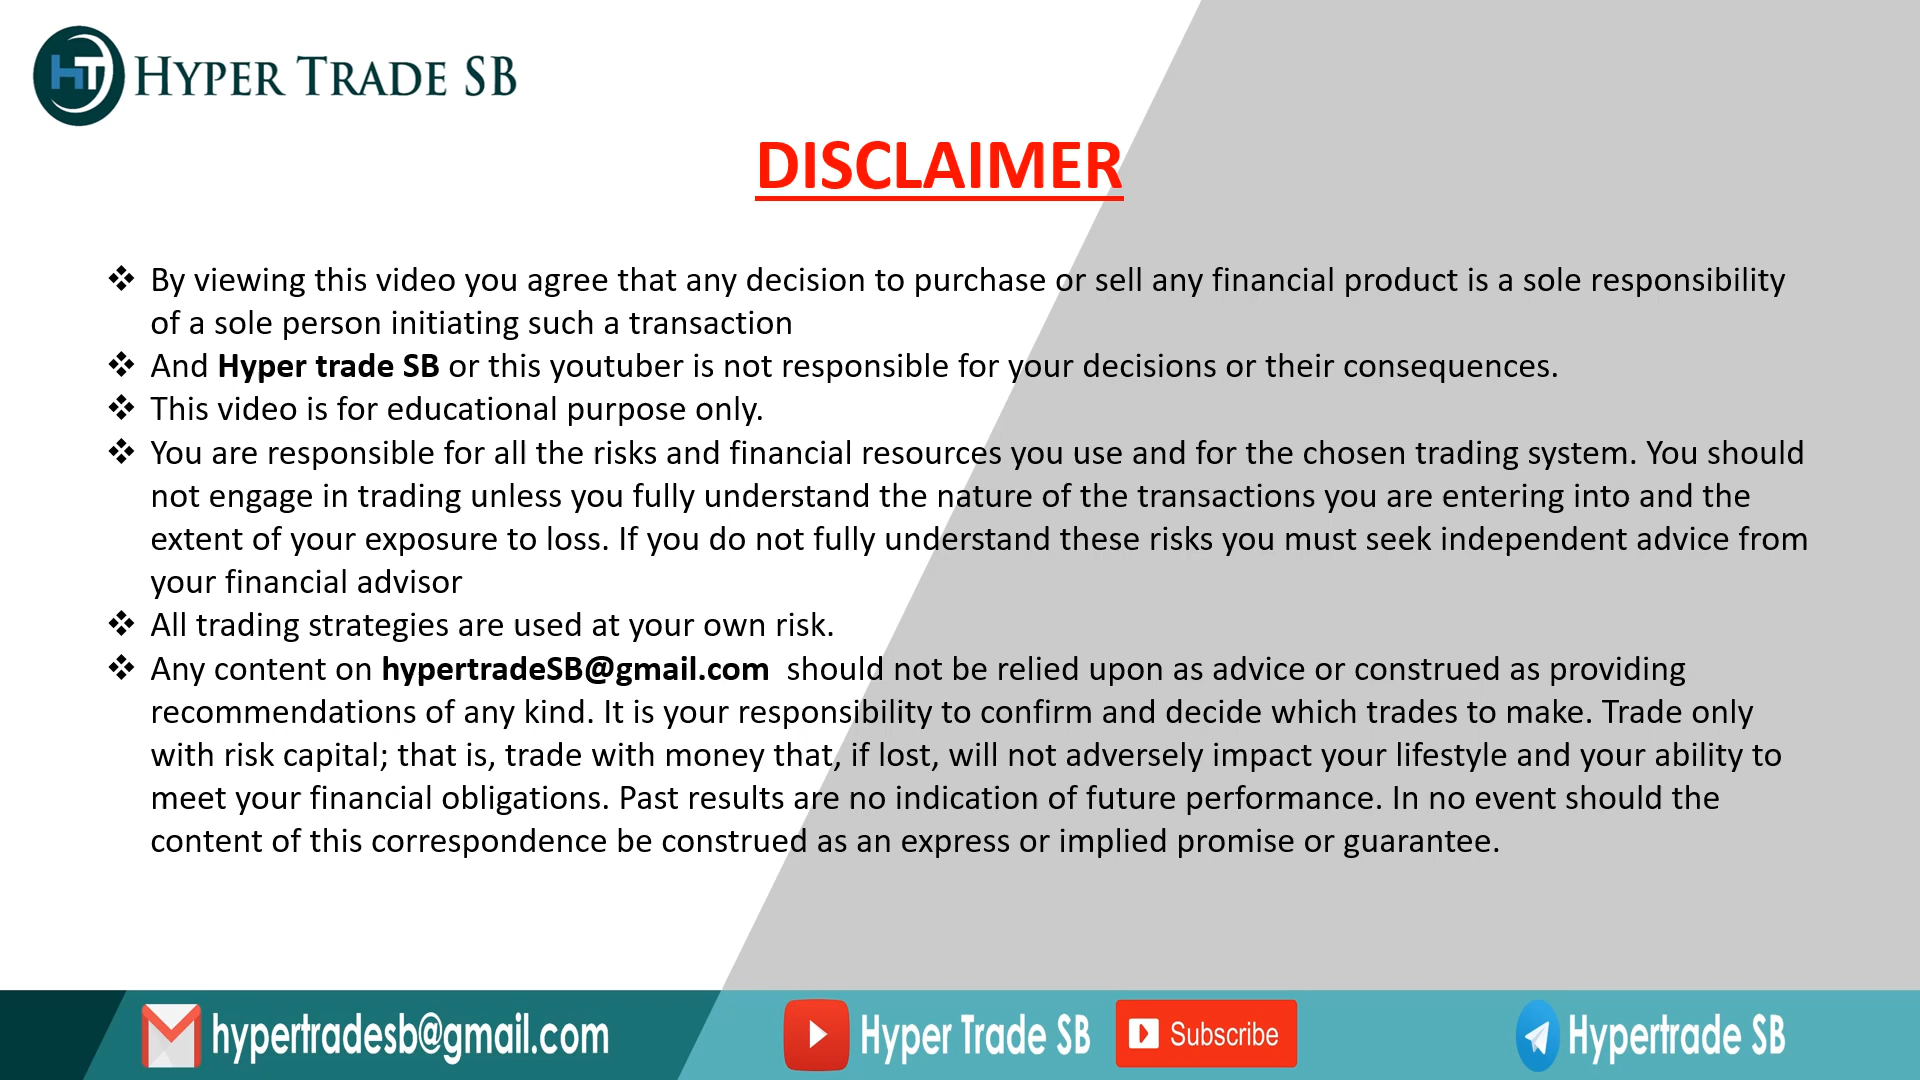 HT HYPER TRADE SB
DISCLAIMER
❖ By viewing this video you agree that any decision to purchase or sell any financial product is a sole responsibility
of a sole person initiating such a transaction
❖ And Hyper trade SB or this youtuber is not responsible for your decisions or their consequences.
❖ This video is for educational purpose only.
❖ You are responsible for all the risks and financial resources you use and for the chosen trading system. You should
not engage in trading unless you fully understand the nature of the transactions you are entering into and the
extent of your exposure to loss. If you do not fully understand these risks you must seek independent advice from
your financial advisor
❖ All trading strategies are used at your own risk.
❖ Any content on hypertradeSB@gmail.com should not be relied upon as advice or construed as providing
recommendations of any kind. It is your responsibility to confirm and decide which trades to make. Trade only
with risk capital; that is, trade with money that, if lost, will not adversely impact your lifestyle and your ability to
meet your financial obligations. Past results are no indication of future performance. In no event should the
content of this correspondence be construed as an express or implied promise or guarantee.
hypertradesb@gmail.com Hyper Trade SB Subscribe Hypertrade SB